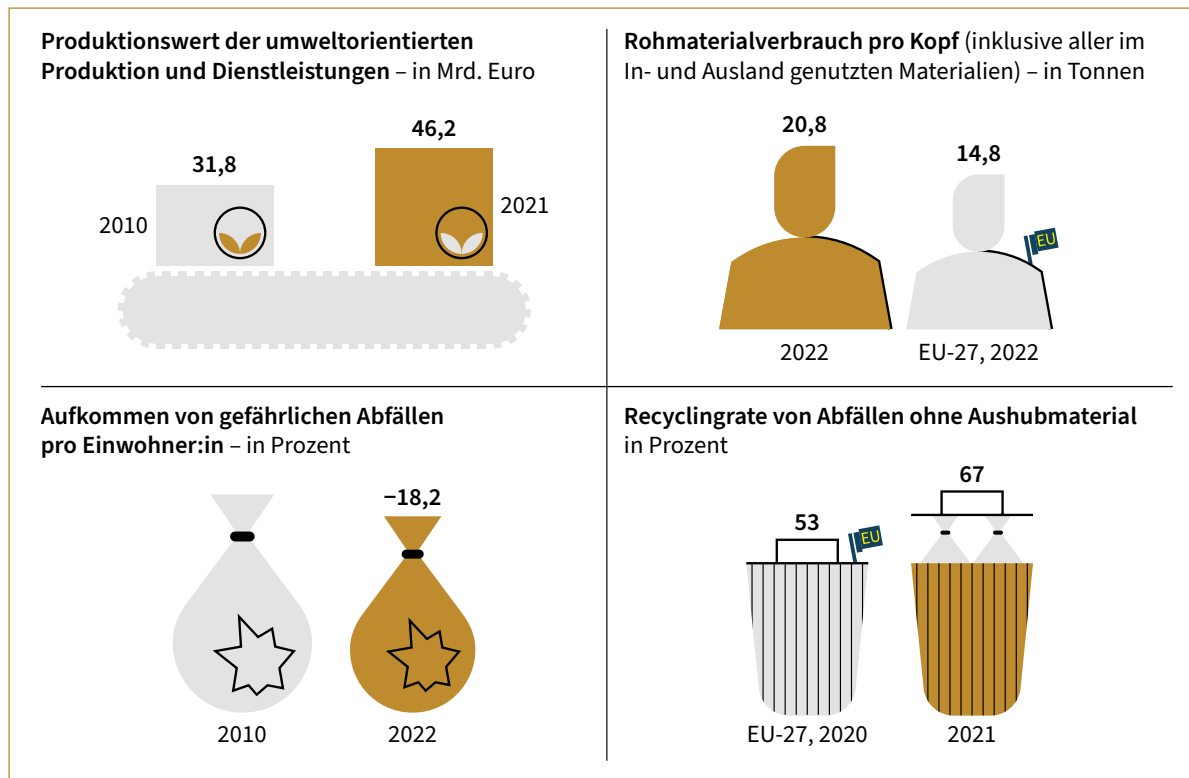 Produktionswert der umweltorientierten
Produktion und Dienstleistungen – in Mrd. Euro
31,8
46,2
2010
2021
Rohmaterialverbrauch pro Kopf (inklusive aller im
In- und Ausland genutzten Materialien) – in Tonnen
20,8
14,8
EU
2022
EU-27, 2022
Aufkommen von gefährlichen Abfällen
pro Einwohner:in – in Prozent
−18,2
2010
2022
Recyclingrate von Abfällen ohne Aushubmaterial
in Prozent
67
53
EU
EU-27, 2020
2021